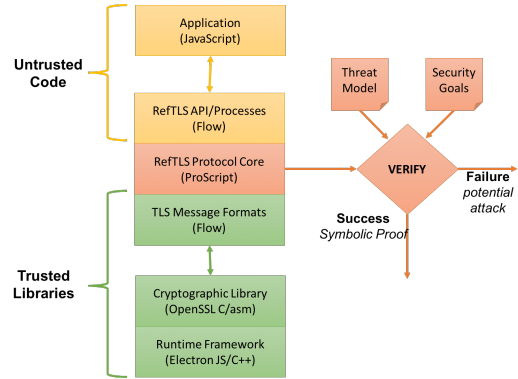 Application
(JavaScript)
Untrusted
Code
RefTLS API/Processes
(Flow)
RefTLS Protocol Core
(ProScript)
TLS Message Formats
(Flow)
Trusted
Libraries
Cryptographic Library
(OpenSSL C/asm)
Runtime Framework
(Electron JS/C++)
Threat
Model
Security
Goals
VERIFY
Failure
potential
attack
Success
Symbolic Proof